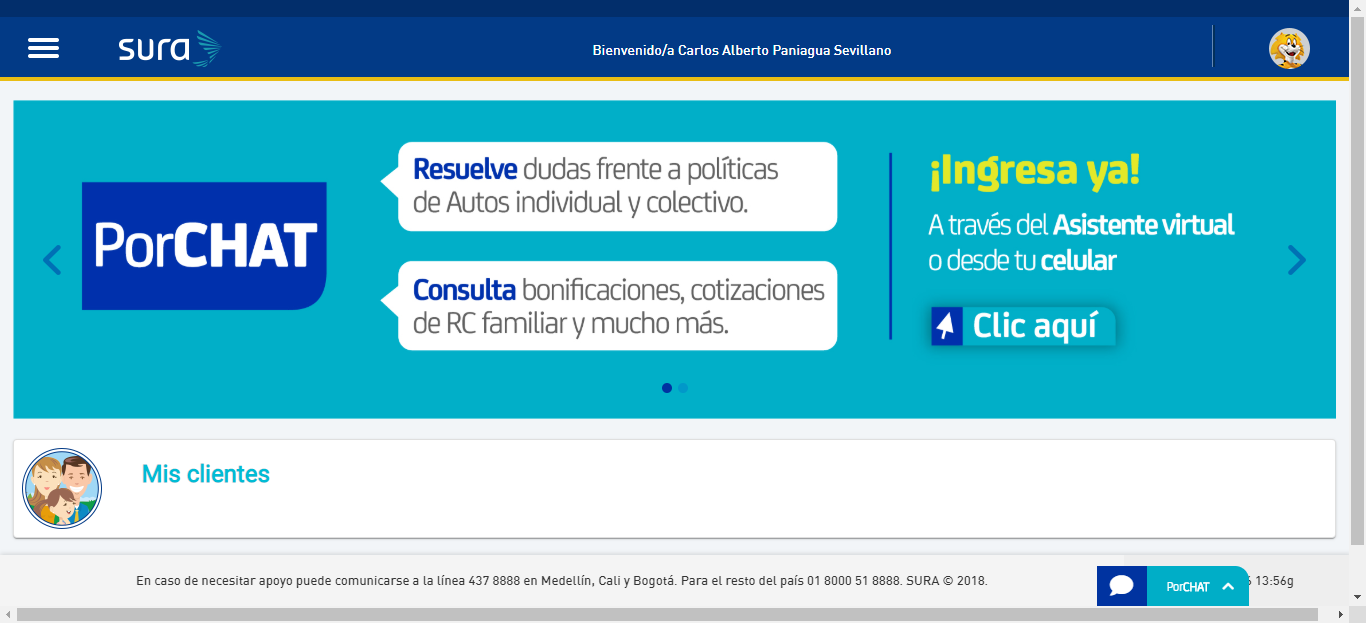 sura
Bienvenido/a Carlos Alberto Paniagua Sevillano
PorCHAT
Resuelve dudas frente a políticas
de Autos individual y colectivo.
Consulta bonificaciones, cotizaciones
de RC familiar y mucho más.
¡Ingresa ya!
A través del Asistente virtual
o desde tu celular
Clic aquí
Mis clientes
En caso de necesitar apoyo puede comunicarse a la línea 437 8888 en Medellín, Cali y Bogotá. Para el resto del país 01 8000 51 8888. SURA © 2018.
PorCHAT
13:56g